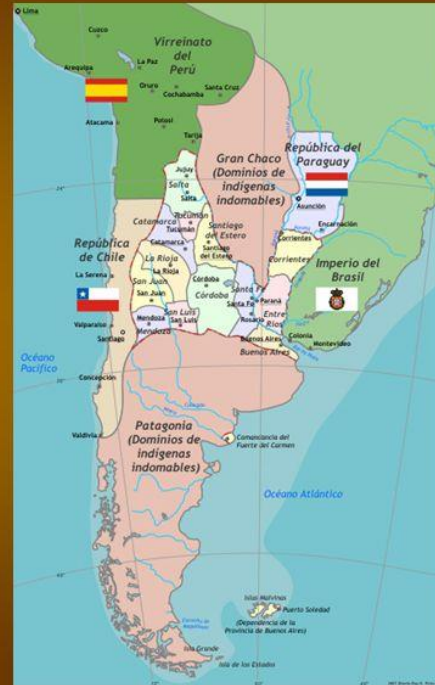 Lima
Cuzco
Virreinato
del
Perú
La Paz
Arequipa
Oruro
Santa Cruz
Cochabamba
Atacama
Potosí
Tarija
República del
Paraguay
Gran Chaco
(Dominios de
indígenas
indomables)
Jujuy
Salta
Salta
Asunción
Encarnación
Catamarca
Tucumán
Tucumán
Santiago
del Estero
Santiago
del Estero
Corrientes
Corrientes
República
de Chile
Catamarca
La Rioja
La Rioja
Imperio del
Brasil
La Serena
San Juan
San Juan
Córdoba
Córdoba
Santa Fe
Santa Fe
Paraná
Entre
Ríos
Valparaíso
Mendoza
Mendoza
San Luis
San Luis
Rosario
Santiago
Buenos Aires
Buenos Aires
Colonia
Montevideo
Océano
Pacífico
Concepción
Valdivia
Patagonia
(Dominios de
indígenas
indomables)
Comandancia del
Fuerte del Carmen
Océano Atlántico
Islas Malvinas
Puerto Soledad
(Dependencia de la
Provincia de Buenos Aires)
Estrecho de
Magallanes
Isla Grande
Isla de los Estados